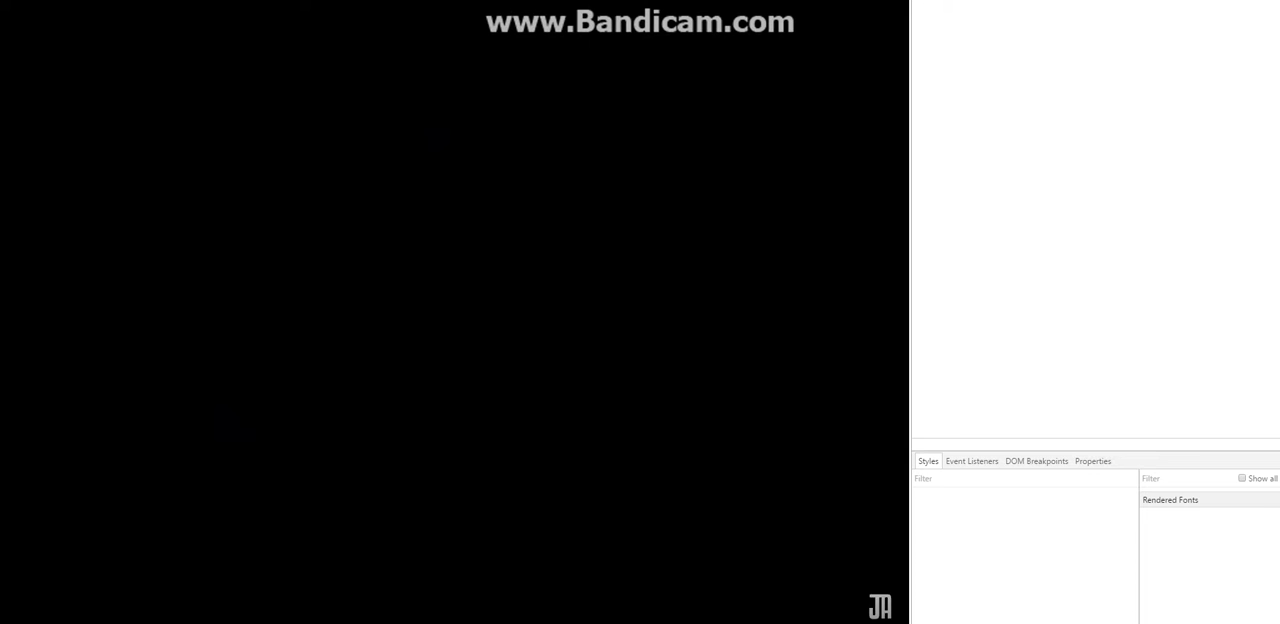 www.Bandicam.com
Styles Event Listeners DOM Breakpoints Properties
Filter
Filter Show all
Rendered Fonts
JA